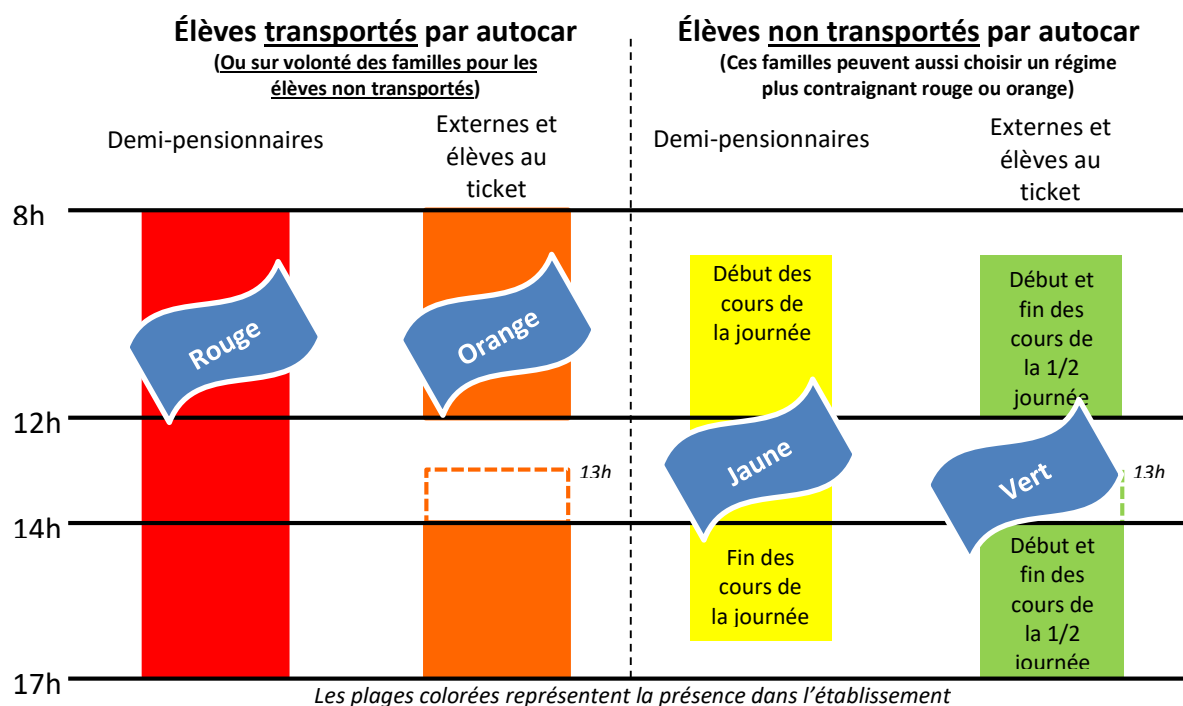 Élèves transportés par autocar
(Ou sur volonté des familles pour les
élèves non transportés)
Élèves non transportés par autocar
(Ces familles peuvent aussi choisir un régime
plus contraignant rouge ou orange)
Demi-pensionnaires
Externes et
élèves au
ticket
Demi-pensionnaires
Externes et
élèves au
ticket
8h
Rouge
Orange
Début des
cours de
la journée
Début et
fin des
cours de
la 1/2
journée
12h
Jaune
Vert
13h
13h
14h
Fin des
cours de
la journée
Début et
fin des
cours de
la 1/2
journée
17h
Les plages colorées représentent la présence dans l'établissement